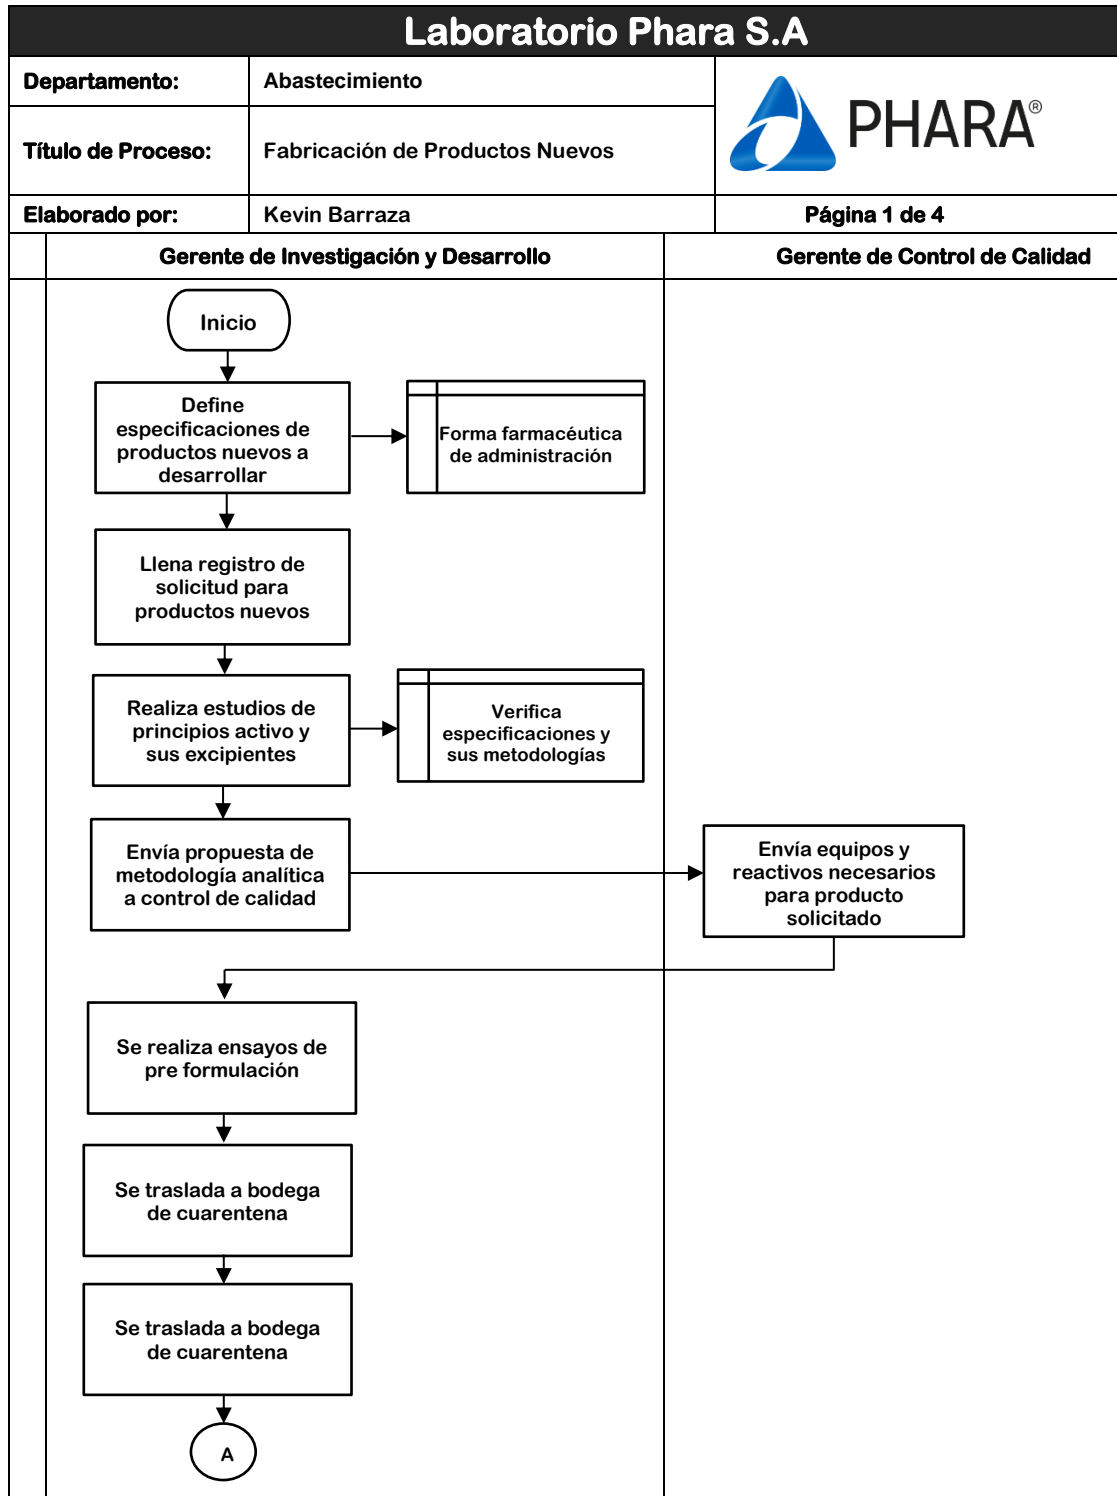 Laboratorio Phara S.A
Departamento:
Abastecimiento
PHARA®
Título de Proceso:
Fabricación de Productos Nuevos
Elaborado por:
Kevin Barraza
Página 1 de 4
Gerente de Investigación y Desarrollo
Gerente de Control de Calidad
Inicio
Define
especificaciones de
productos nuevos a
desarrollar
Forma farmacéutica
de administración
Llena registro de
solicitud para
productos nuevos
Realiza estudios de
principios activo y
sus excipientes
Verifica
especificaciones y
sus metodologías
Envía propuesta de
metodología analítica
a control de calidad
Envía equipos y
reactivos necesarios
para producto
solicitado
Se realiza ensayos de
pre formulación
Se traslada a bodega
de cuarentena
Se traslada a bodega
de cuarentena
A